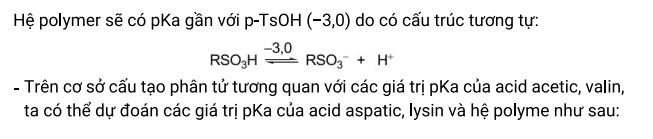 Hệ polymer sẽ có pKa gần với p-TsOH (−3,0) do có cấu trúc tương tự:
−3,0
RSO₃H ⇌ RSO₃⁻ + H⁺
- Trên cơ sở cấu tạo phân tử tương quan với các giá trị pKa của acid acetic, valin,
ta có thể dự đoán các giá trị pKa của acid aspatic, lysin và hệ polyme như sau: